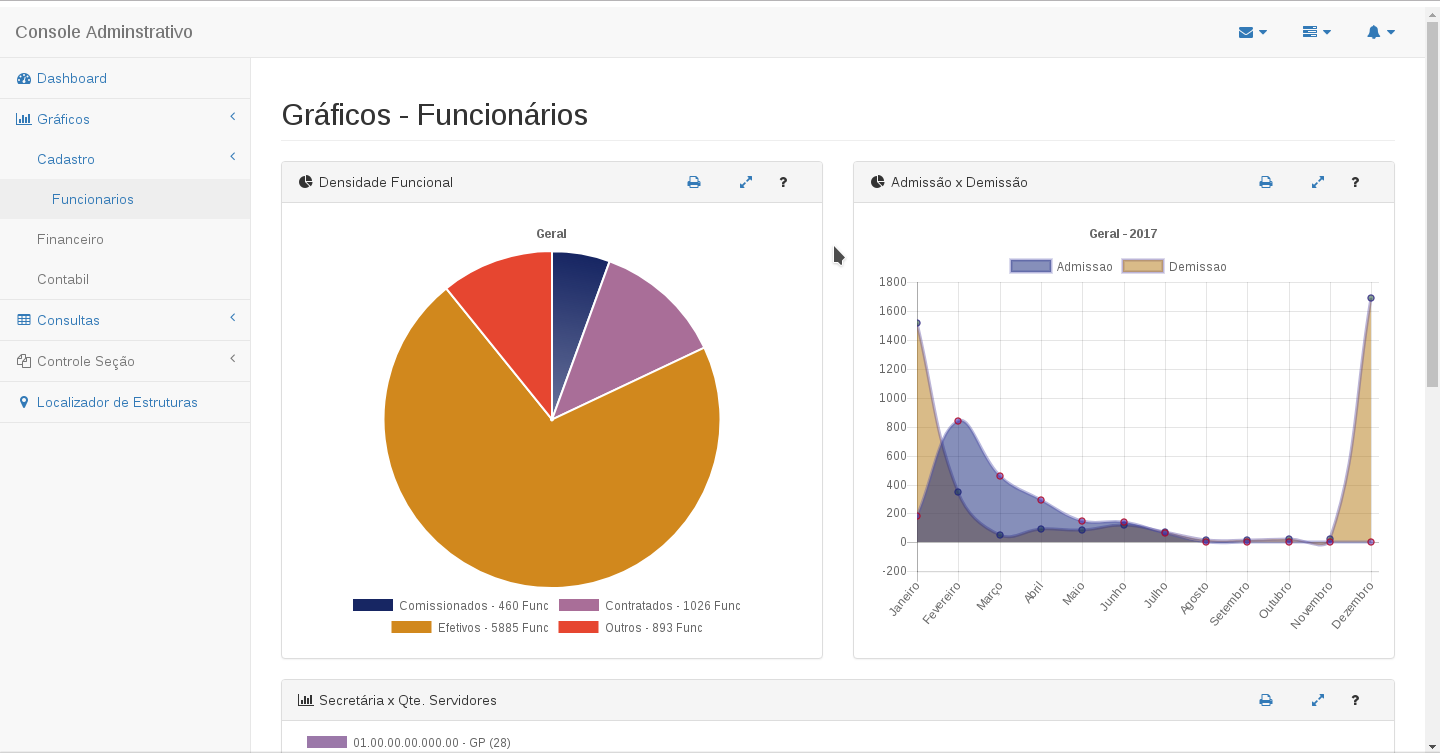 Console Adminstrativo
Dashboard
Gráficos
Cadastro
Funcionarios
Financeiro
Contabil
Consultas
Controle Seção
Localizador de Estruturas
Gráficos - Funcionários
Densidade Funcional
?
Geral
Comissionados - 460 Func
Contratados - 1026 Func
Efetivos - 5885 Func
Outros - 893 Func
Admissão x Demissão
?
Geral - 2017
Admissao
Demissao
1800
1600
1400
1200
1000
800
600
400
200
0
-200
Janeiro
Fevereiro
Março
Abril
Maio
Junho
Julho
Agosto
Setembro
Outubro
Novembro
Dezembro
Secretária x Qte. Servidores
?
01.00.00.00.000.00 - GP (28)